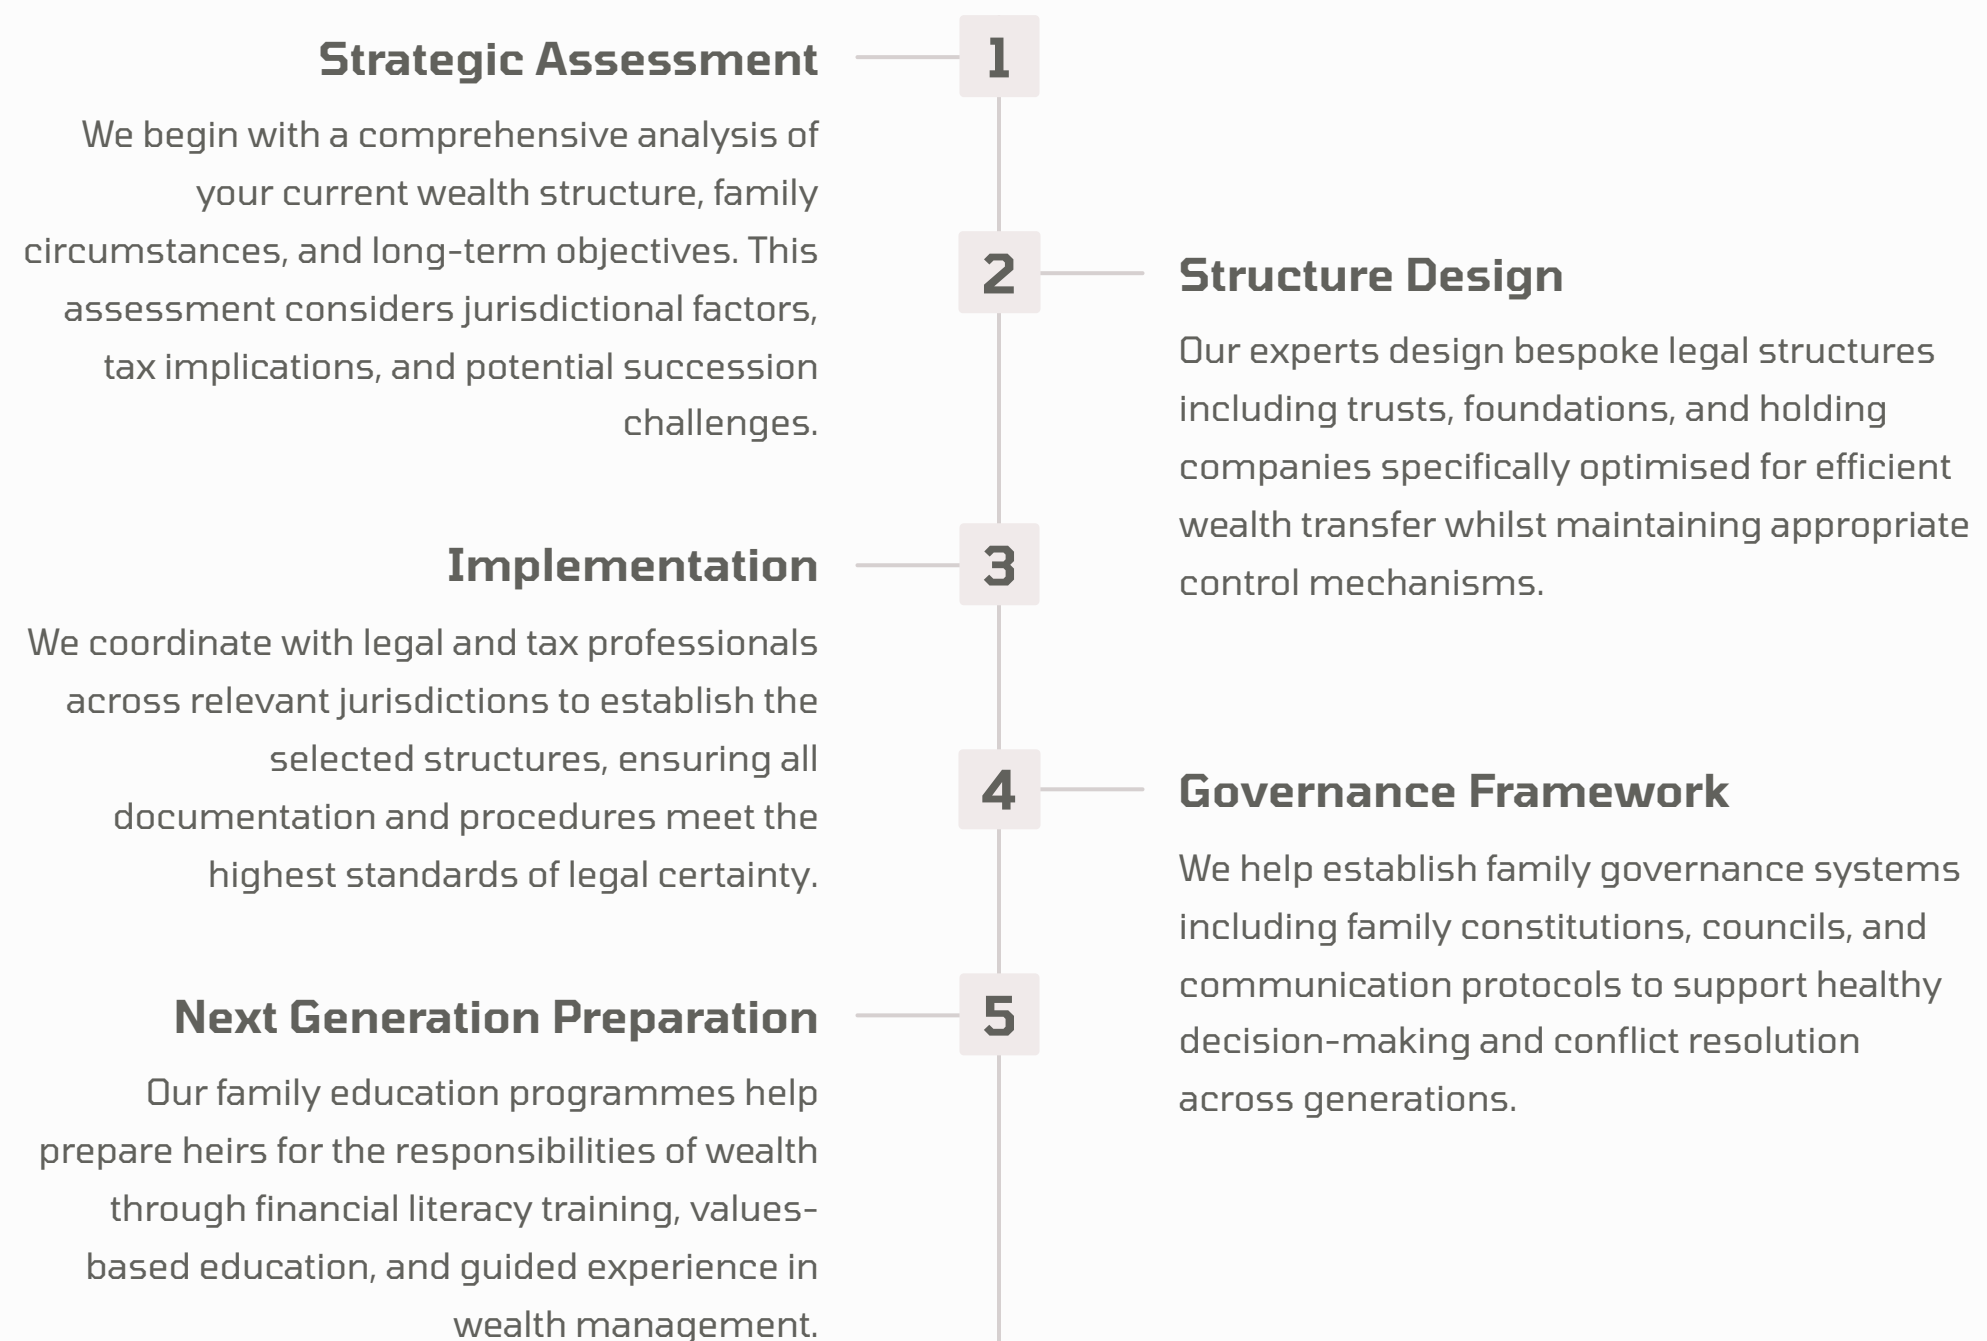 1
Strategic Assessment
We begin with a comprehensive analysis of
your current wealth structure, family
circumstances, and long-term objectives. This
assessment considers jurisdictional factors,
tax implications, and potential succession
challenges.
2
Structure Design
Our experts design bespoke legal structures
including trusts, foundations, and holding
companies specifically optimised for efficient
wealth transfer whilst maintaining appropriate
control mechanisms.
3
Implementation
We coordinate with legal and tax professionals
across relevant jurisdictions to establish the
selected structures, ensuring all
documentation and procedures meet the
highest standards of legal certainty.
4
Governance Framework
We help establish family governance systems
including family constitutions, councils, and
communication protocols to support healthy
decision-making and conflict resolution
across generations.
5
Next Generation Preparation
Our family education programmes help
prepare heirs for the responsibilities of wealth
through financial literacy training, values-
based education, and guided experience in
wealth management.